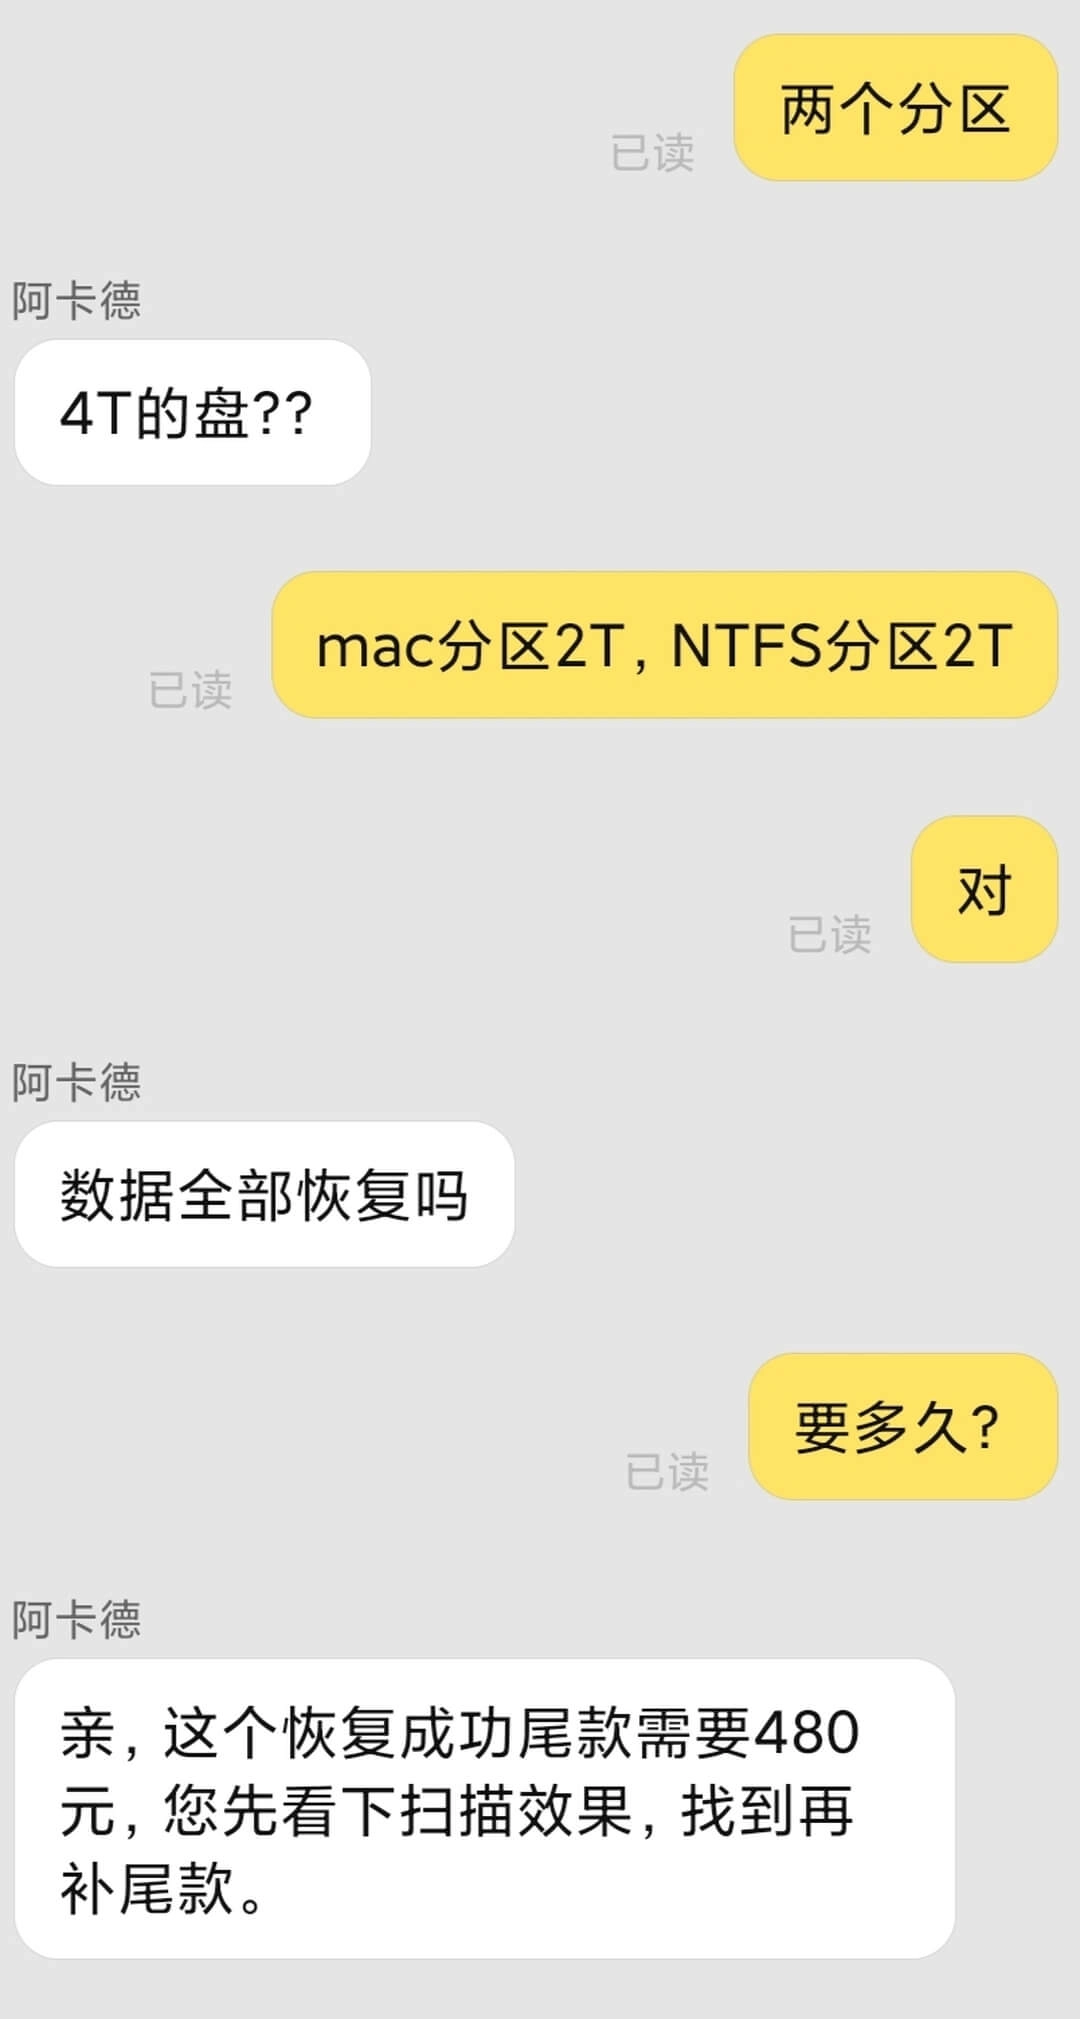 两个分区
已读
阿卡德
4T的盘??
mac分区2T, NTFS分区2T
已读
对
已读
阿卡德
数据全部恢复吗
要多久?
已读
阿卡德
亲, 这个恢复成功尾款需要480
元, 您先看下扫描效果, 找到再
补尾款。